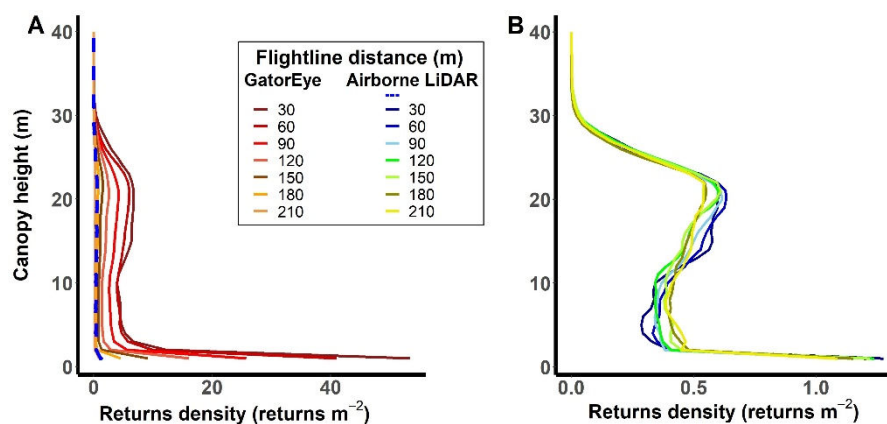 A
B
Flightline distance (m)
GatorEye Airborne LiDAR
30 30
60 60
90 90
120 120
150 150
180 180
210 210
Canopy height (m)
40
30
20
10
0
0 20 40
Returns density (returns m⁻²)
40
30
20
10
0
0.0 0.5 1.0
Returns density (returns m⁻²)